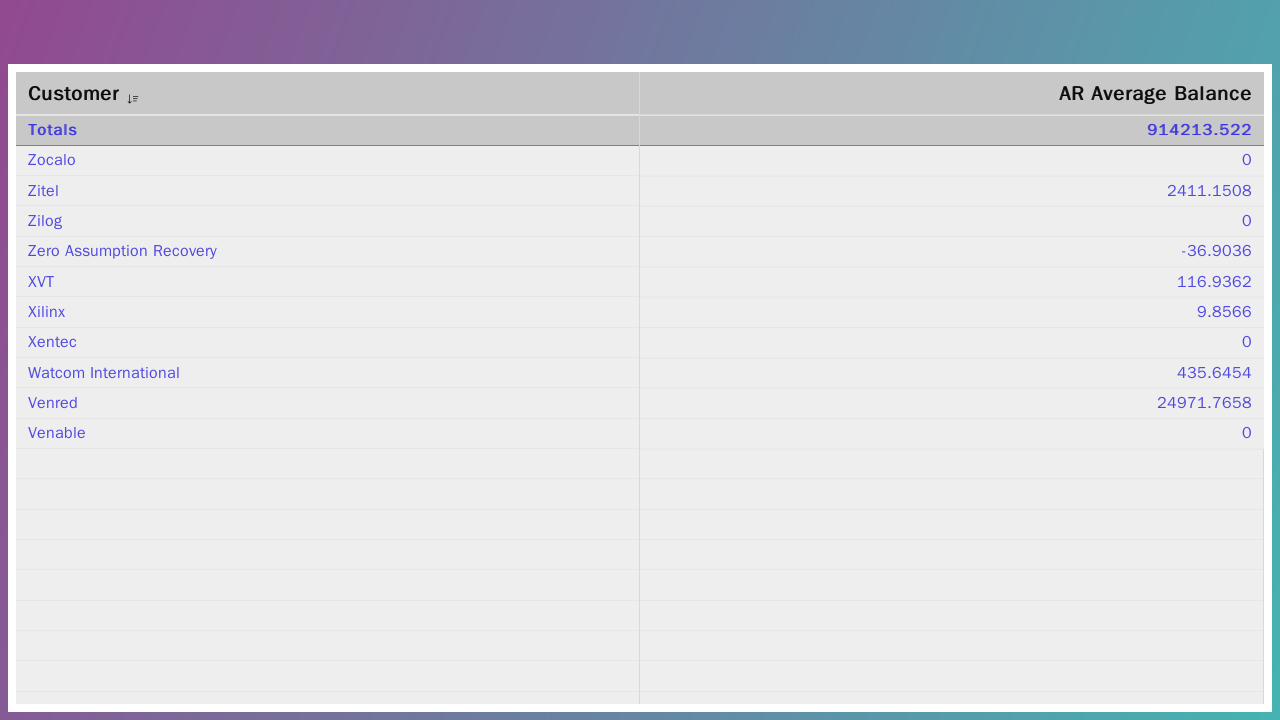 Customer AR Average Balance
Totals 914213.522
Zocalo 0
Zitel 2411.1508
Zilog 0
Zero Assumption Recovery -36.9036
XVT 116.9362
Xilinx 9.8566
Xentec 0
Watcom International 435.6454
Venred 24971.7658
Venable 0